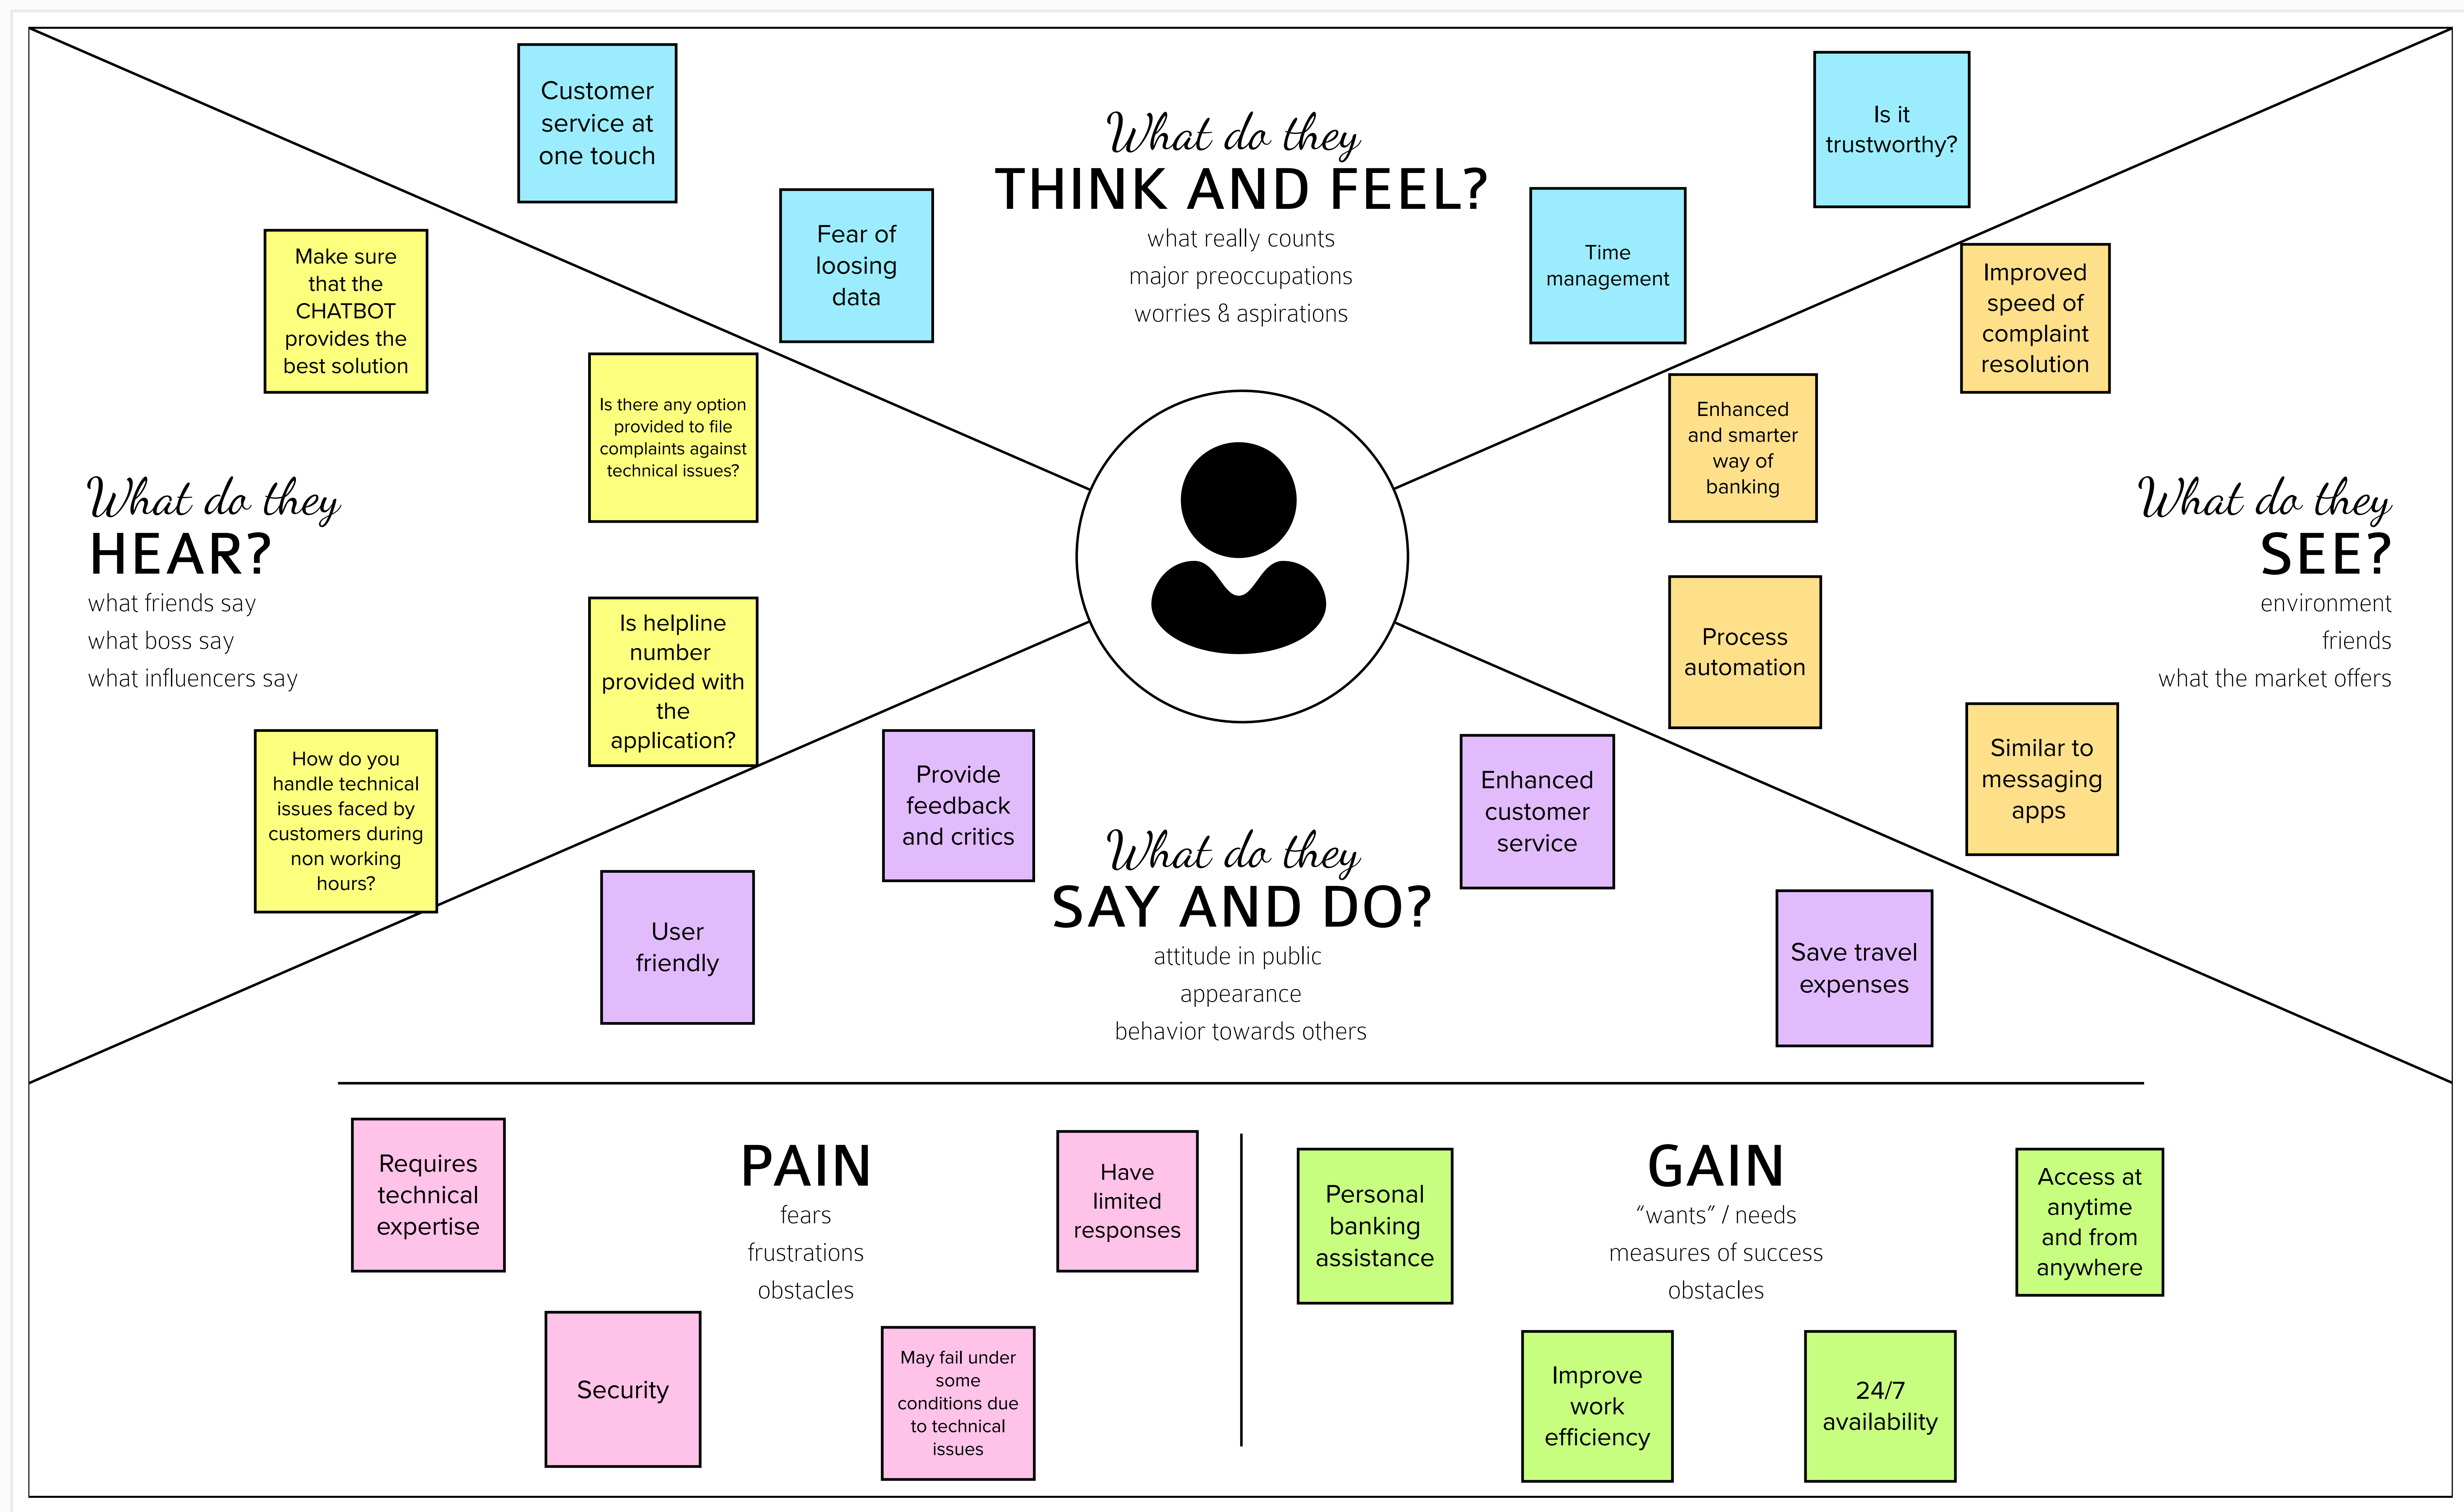 Customer
service at
one touch
Fear of
loosing
data
What do they
THINK AND FEEL?
what really counts
major preoccupations
worries & aspirations
Time
management
Is it
trustworthy?
Make sure
that the
CHATBOT
provides the
best solution
Is there any option
provided to file
complaints against
technical issues?
What do they
HEAR?
what friends say
what boss say
what influencers say
Is helpline
number
provided with
the
application?
How do you
handle technical
issues faced by
customers during
non working
hours?
Improved
speed of
complaint
resolution
Enhanced
and smarter
way of
banking
What do they
SEE?
environment
friends
what the market offers
Process
automation
Similar to
messaging
apps
Provide
feedback
and critics
User
friendly
What do they
SAY AND DO?
attitude in public
appearance
behavior towards others
Enhanced
customer
service
Save travel
expenses
Requires
technical
expertise
PAIN
fears
frustrations
obstacles
Have
limited
responses
Security
May fail under
some
conditions due
to technical
issues
Personal
banking
assistance
GAIN
“wants” / needs
measures of success
obstacles
Access at
anytime
and from
anywhere
Improve
work
efficiency
24/7
availability